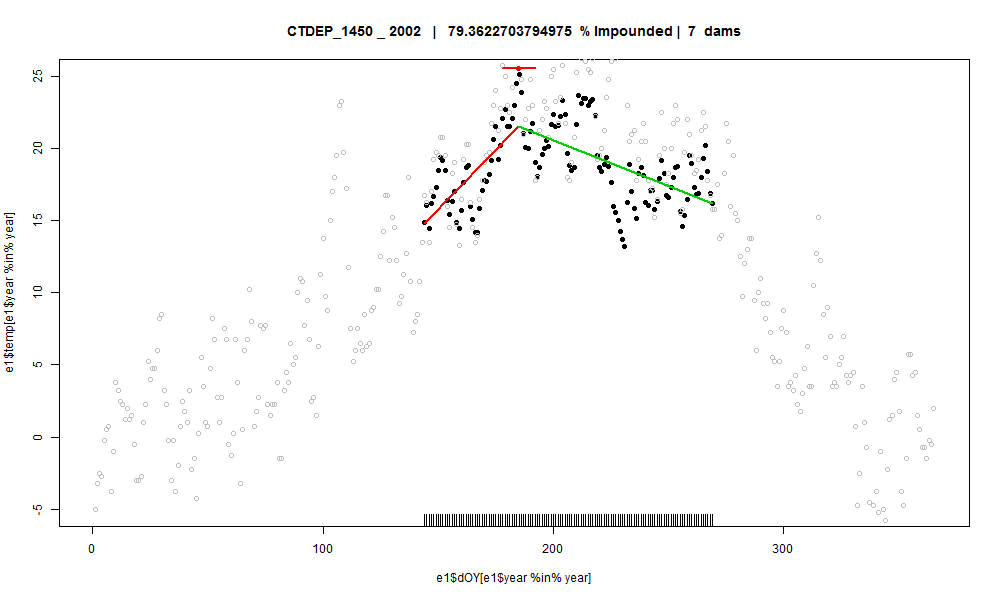 CTDEP_1450 _ 2002 | 79.3622703794975 % Impounded | 7 dams
e1$temp[e1$year %in% year]
25
20
15
10
5
0
-5
0 100 200 300
e1$dOY[e1$year %in% year]